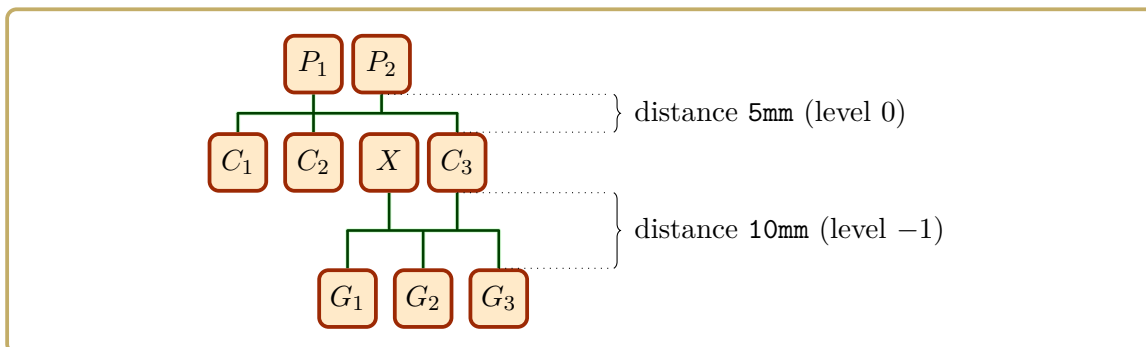 P₁ P₂
distance 5mm (level 0)
C₁ C₂ X C₃
distance 10mm (level −1)
G₁ G₂ G₃